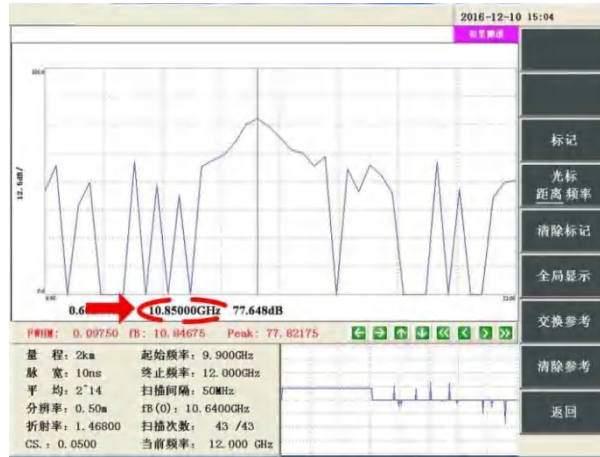 2016-12-10 15:04
100.0
标记
12.5dB/
光标
距离 频率
清除标记
全局显示
0.0
10.85000GHz 77.648dB
交换参考
FWHM: 0.09750 fB: 10.84675 Peak: 77.82175
量 程: 2km 起始频率: 9.900GHz
脉 宽: 10ns 终止频率: 12.000GHz
清除参考
平 均: 2^14 扫描间隔: 50MHz
分辨率: 0.50m fB(0): 10.6400GHz
返回
折射率: 1.46800 扫描次数: 43 /43
CS.: 0.0500 当前频率: 12.000 GHz